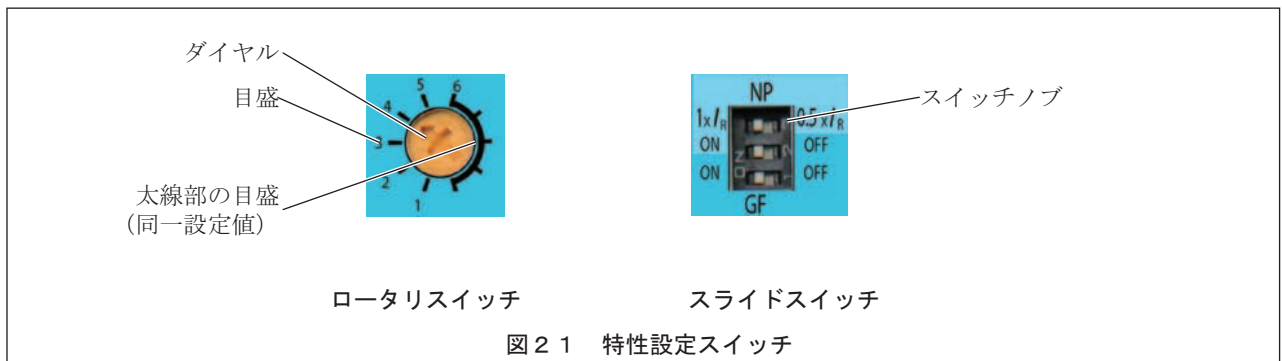 ダイヤル
目盛
太線部の目盛
(同一設定値)
1
2
3
4
5
6
スイッチノブ
NP
1x IR 0.5 x IR
ON OFF
ON OFF
GF
ロータリスイッチ
スライドスイッチ
図21 特性設定スイッチ